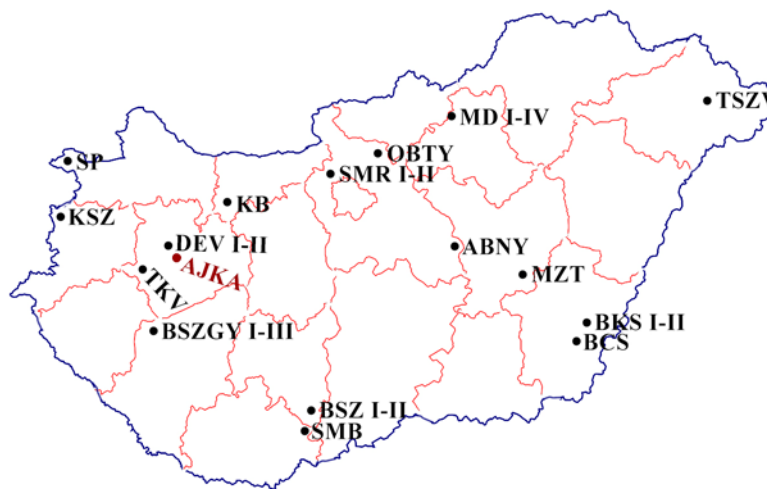 TSZV
MD I-IV
OBTY
SP
SMR I-II
KB
KSZ
DEV I-II
ABNY
AJKA
TKV
MZT
BSZGY I-III
BKS I-II
BCS
BSZ I-II
SMB